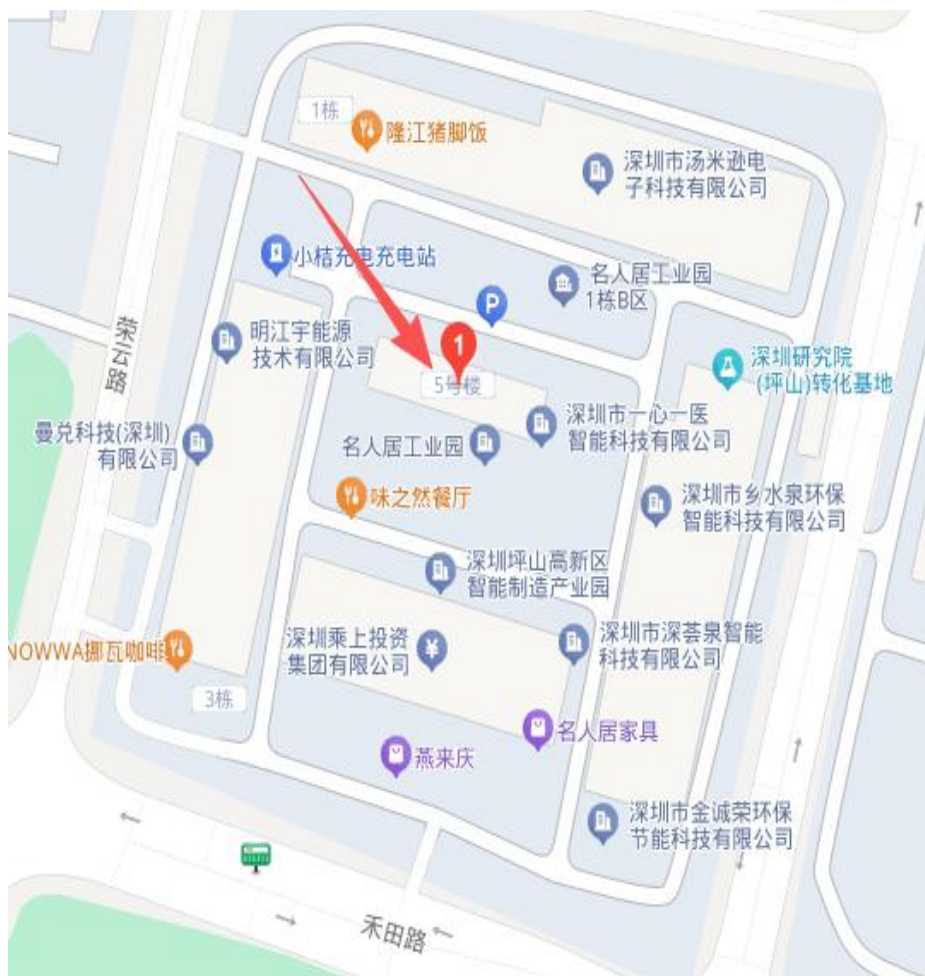 1栋
隆江猪脚饭
深圳市汤米逊电
子科技有限公司
小桔充电充电站
名人居工业园
1栋B区
P
荣云路
明江宇能源
技术有限公司
1
5号楼
深圳研究院
(坪山)转化基地
曼兑科技(深圳)
有限公司
名人居工业园
深圳市一心一医
智能科技有限公司
味之然餐厅
深圳市乡水泉环保
智能科技有限公司
深圳坪山高新区
智能制造产业园
NOWWA挪瓦咖啡
深圳乘上投资
集团有限公司
¥
深圳市深荟泉智能
科技有限公司
3栋
名人居家具
燕来庆
深圳市金诚荣环保
节能科技有限公司
禾田路